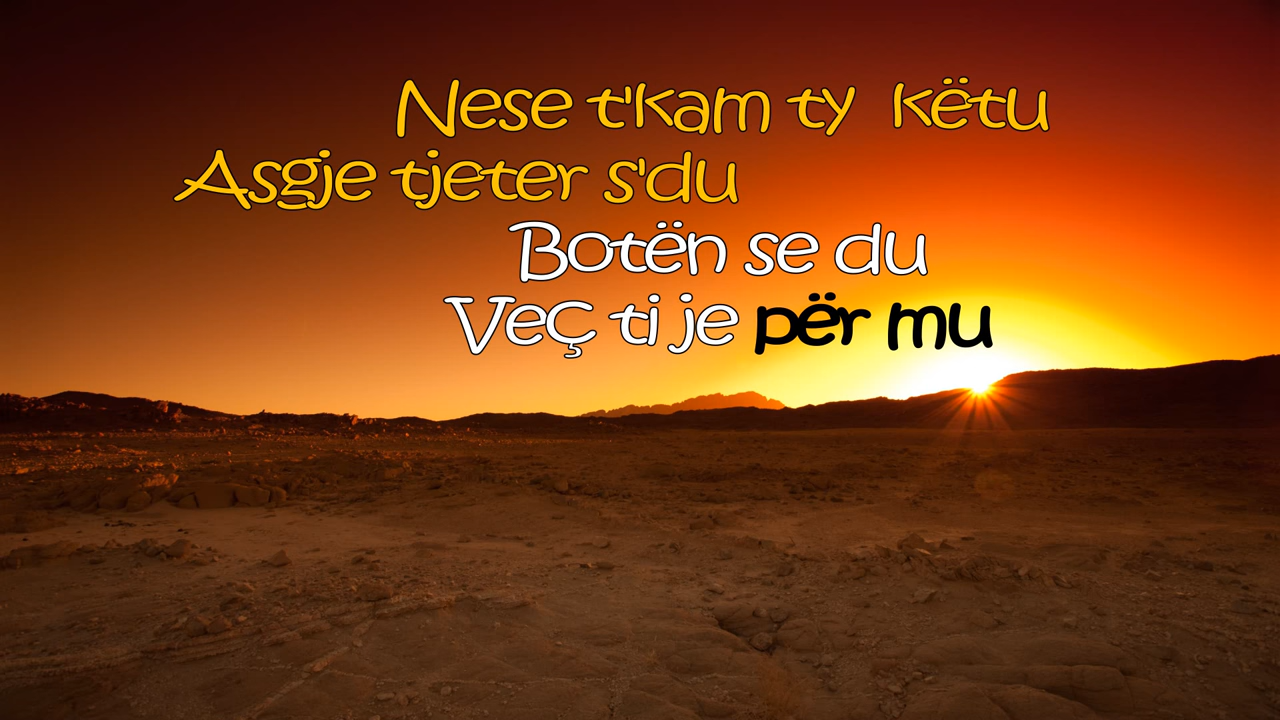 Nese t'kam ty këtu
Asgje tjeter s'du
Botën se du
Veç ti je për mu